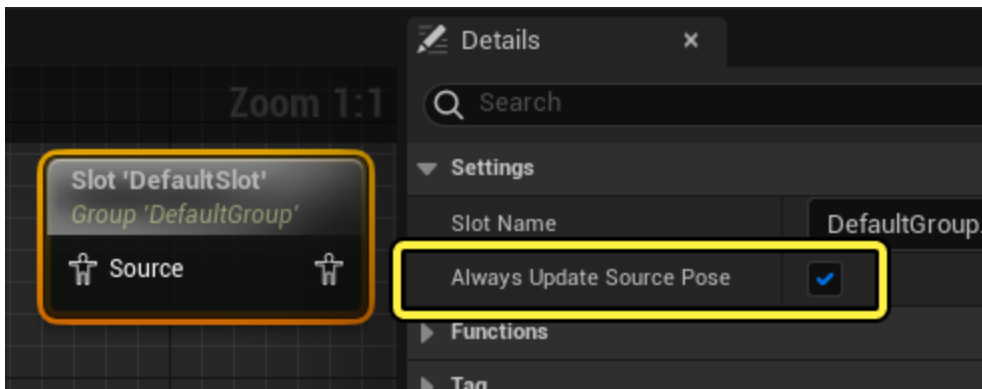 Details
Zoom 1:1
Search
Slot 'DefaultSlot'
Group 'DefaultGroup'
Source
Settings
Slot Name
DefaultGroup.
Always Update Source Pose
Functions
Tag